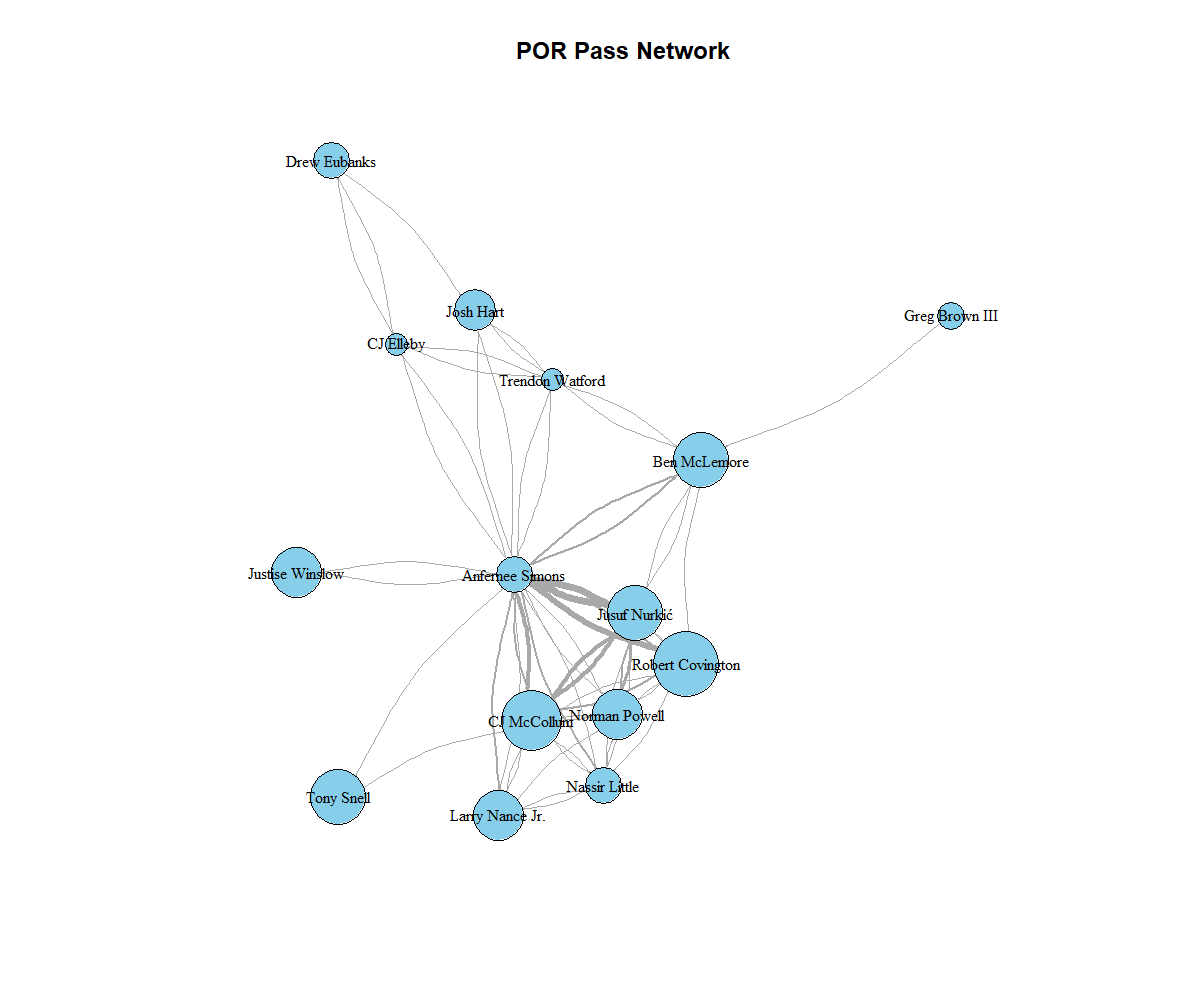 POR Pass Network
Drew Eubanks
Josh Hart
Greg Brown III
CJ Elleby
Trendon Watford
Ben McLemore
Justise Winslow
Anfernee Simons
Jusuf Nurkić
Robert Covington
CJ McCollum
Norman Powell
Nassir Little
Tony Snell
Larry Nance Jr.